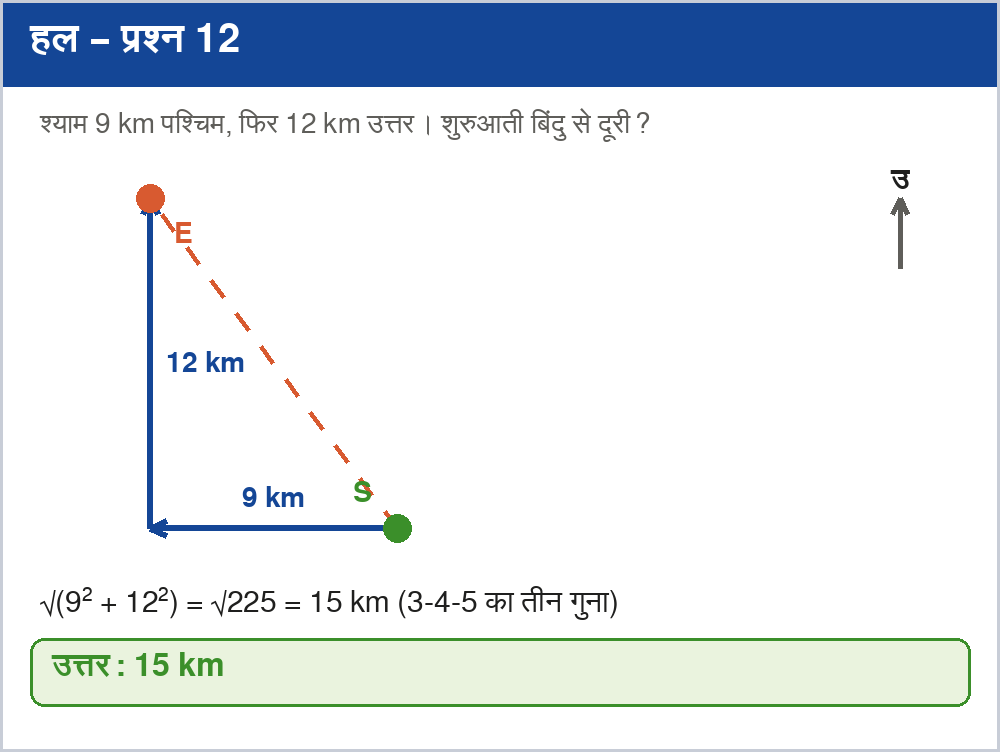 हल – प्रश्न 12
श्याम 9 km पश्चिम, फिर 12 km उत्तर । शुरुआती बिंदु से दूरी ?
उ
E
12 km
S
9 km
√(9² + 12²) = √225 = 15 km (3-4-5 का तीन गुना)
उत्तर : 15 km